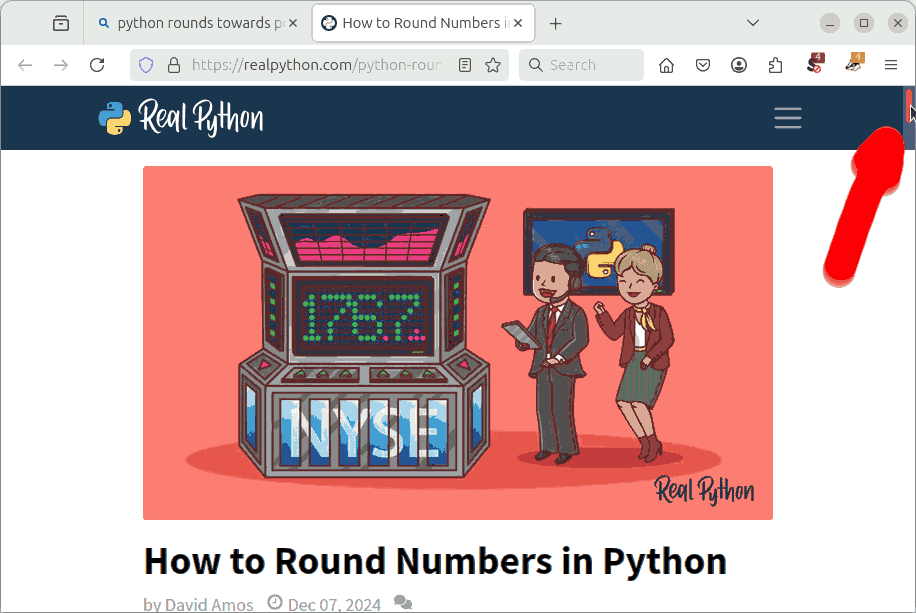 python rounds towards p
How to Round Numbers i
https://realpython.com/python-roun
Search
4
4
Real Python
1767..
NYSE
Real Python
How to Round Numbers in Python
by David Amos Dec 07, 2024